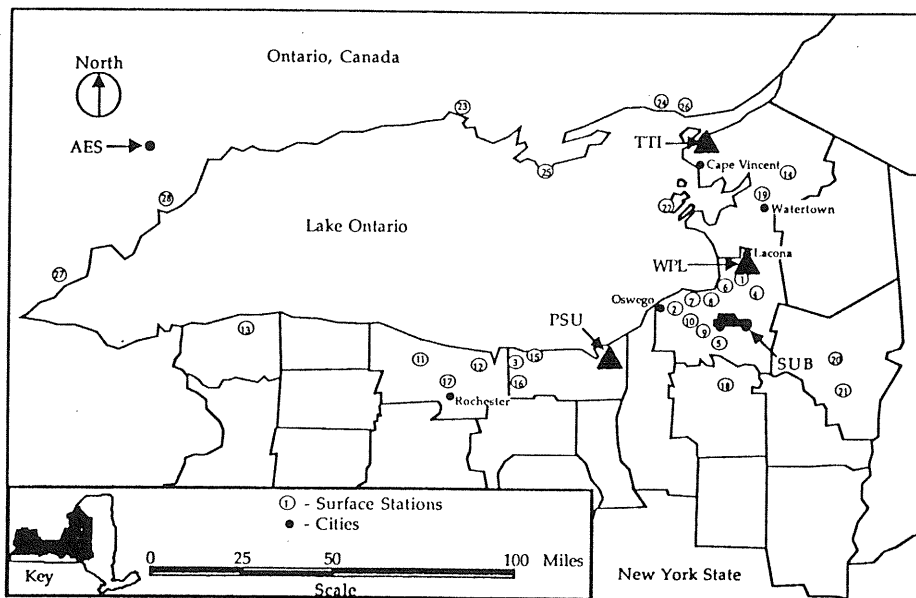 Ontario, Canada
North
23
24
26
TTI
AES
25
Cape Vincent
14
28
19
22
Watertown
Lake Ontario
Lacona
WPL
27
1
6
4
7
8
Oswego
2
PSU
10
13
9
5
15
11
12
3
SUB
20
17
16
18
21
Rochester
1 - Surface Stations
- Cities
0 25 50 100 Miles
Key
Scale
New York State